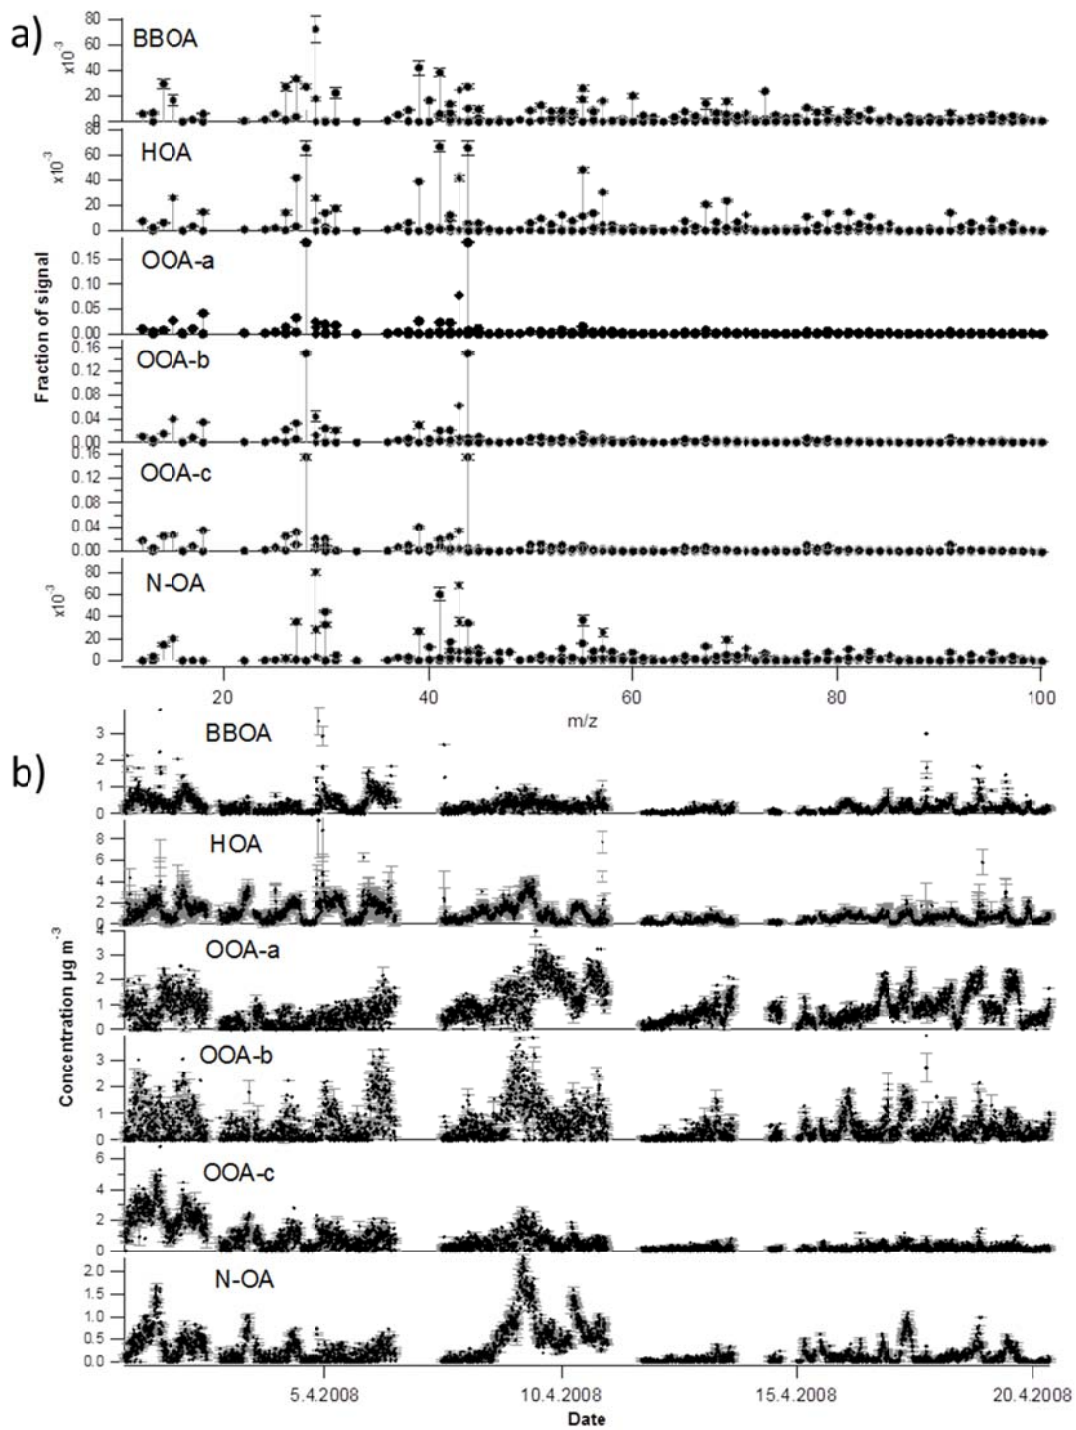 a)
BBOA
80
60
40
20
0
x10-3
HOA
80
60
40
20
0
x10-3
OOA-a
0.15
0.10
0.05
0.00
OOA-b
0.16
0.12
0.08
0.04
0.00
OOA-c
0.16
0.12
0.08
0.04
0.00
N-OA
80
60
40
20
0
x10-3
Fraction of signal
20 40 60 80 100
m/z
b)
BBOA
3
2
1
0
HOA
8
6
4
2
0
OOA-a
4
3
2
1
0
OOA-b
3
2
1
0
OOA-c
6
4
2
0
N-OA
2.0
1.5
1.0
0.5
0.0
Concentration µg m-3
5.4.2008 10.4.2008 15.4.2008 20.4.2008
Date